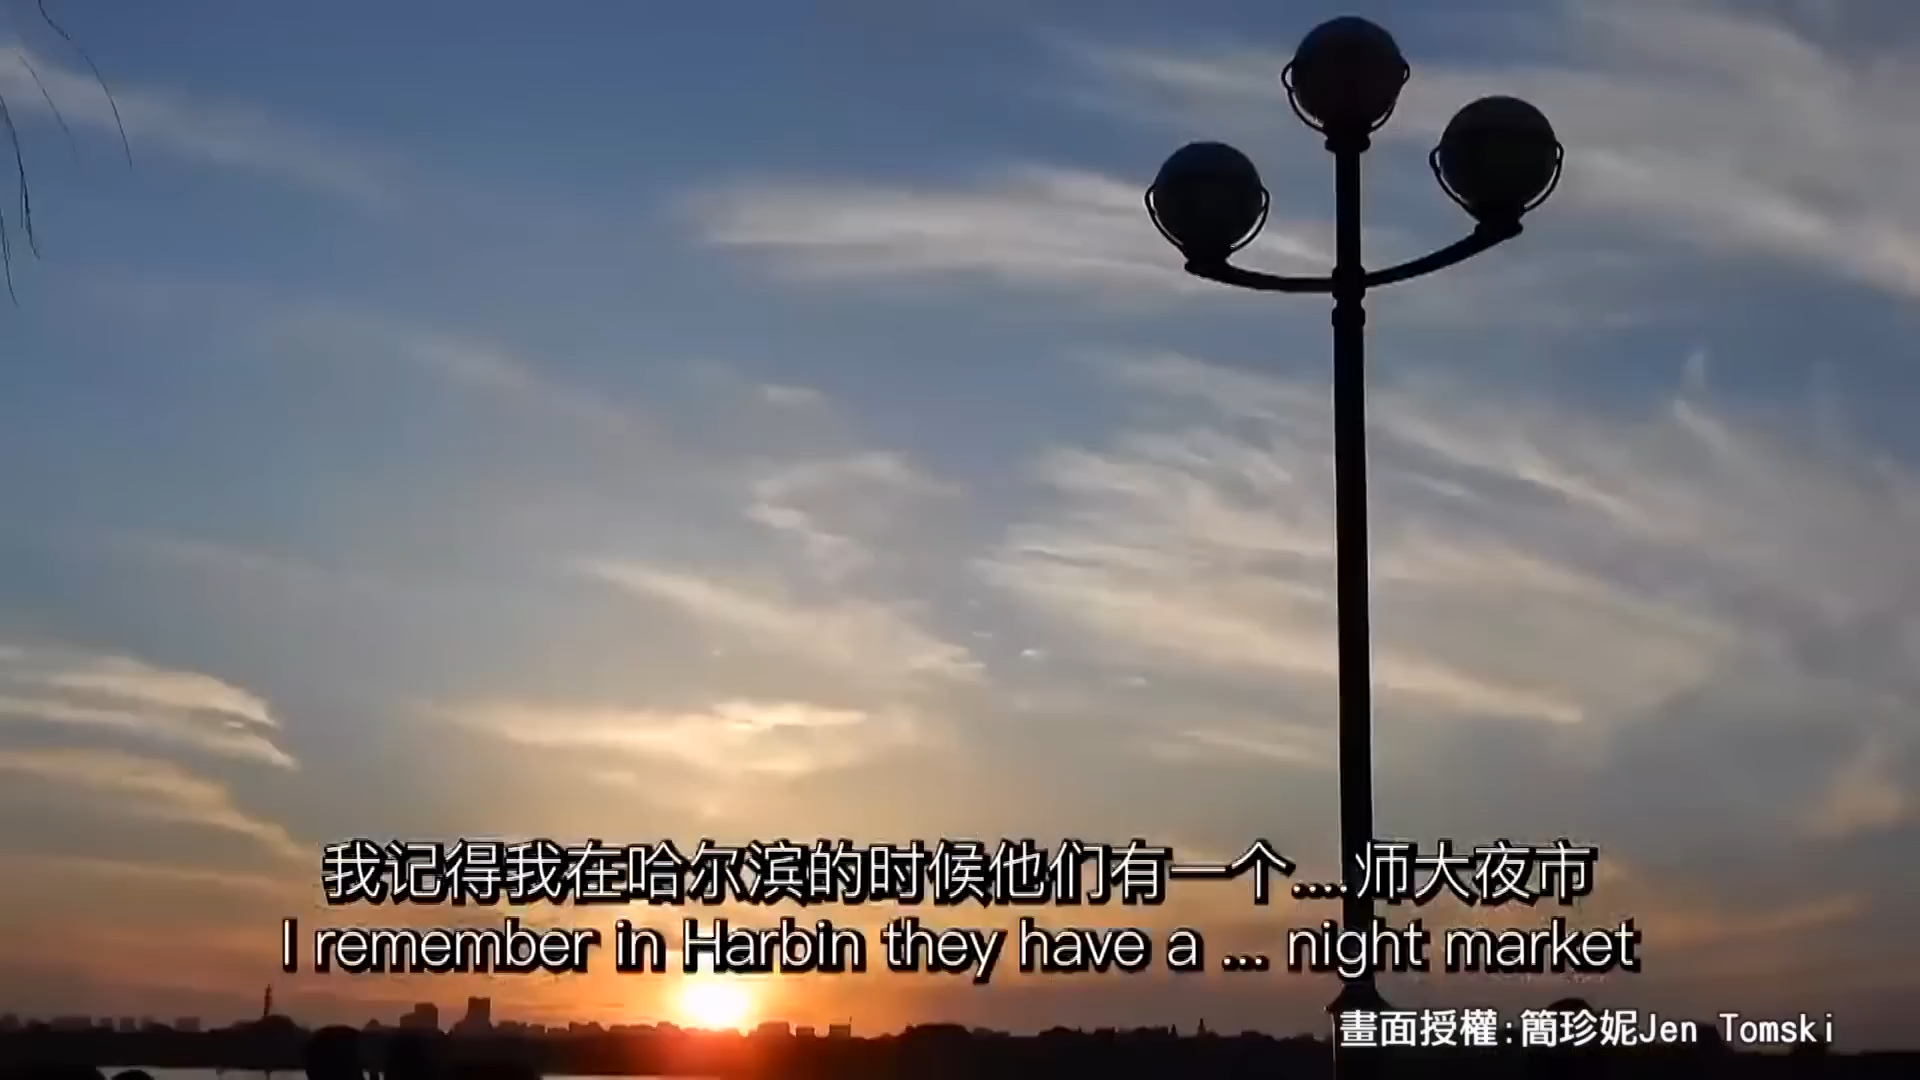 我记得我在哈尔滨的时候他们有一个....师大夜市
I remember in Harbin they have a ... night market
畫面授權:簡珍妮Jen Tomski